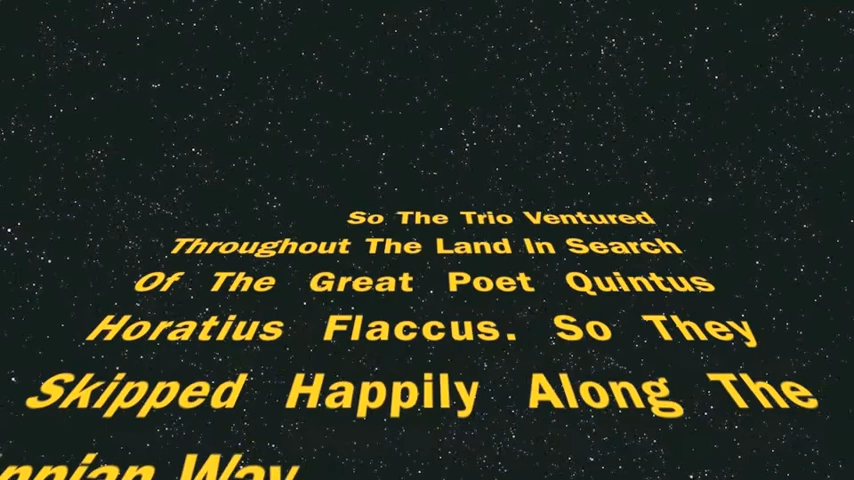 So The Trio Ventured
Throughout The Land In Search
Of The Great Poet Quintus
Horatius Flaccus. So They
Skipped Happily Along The
Way